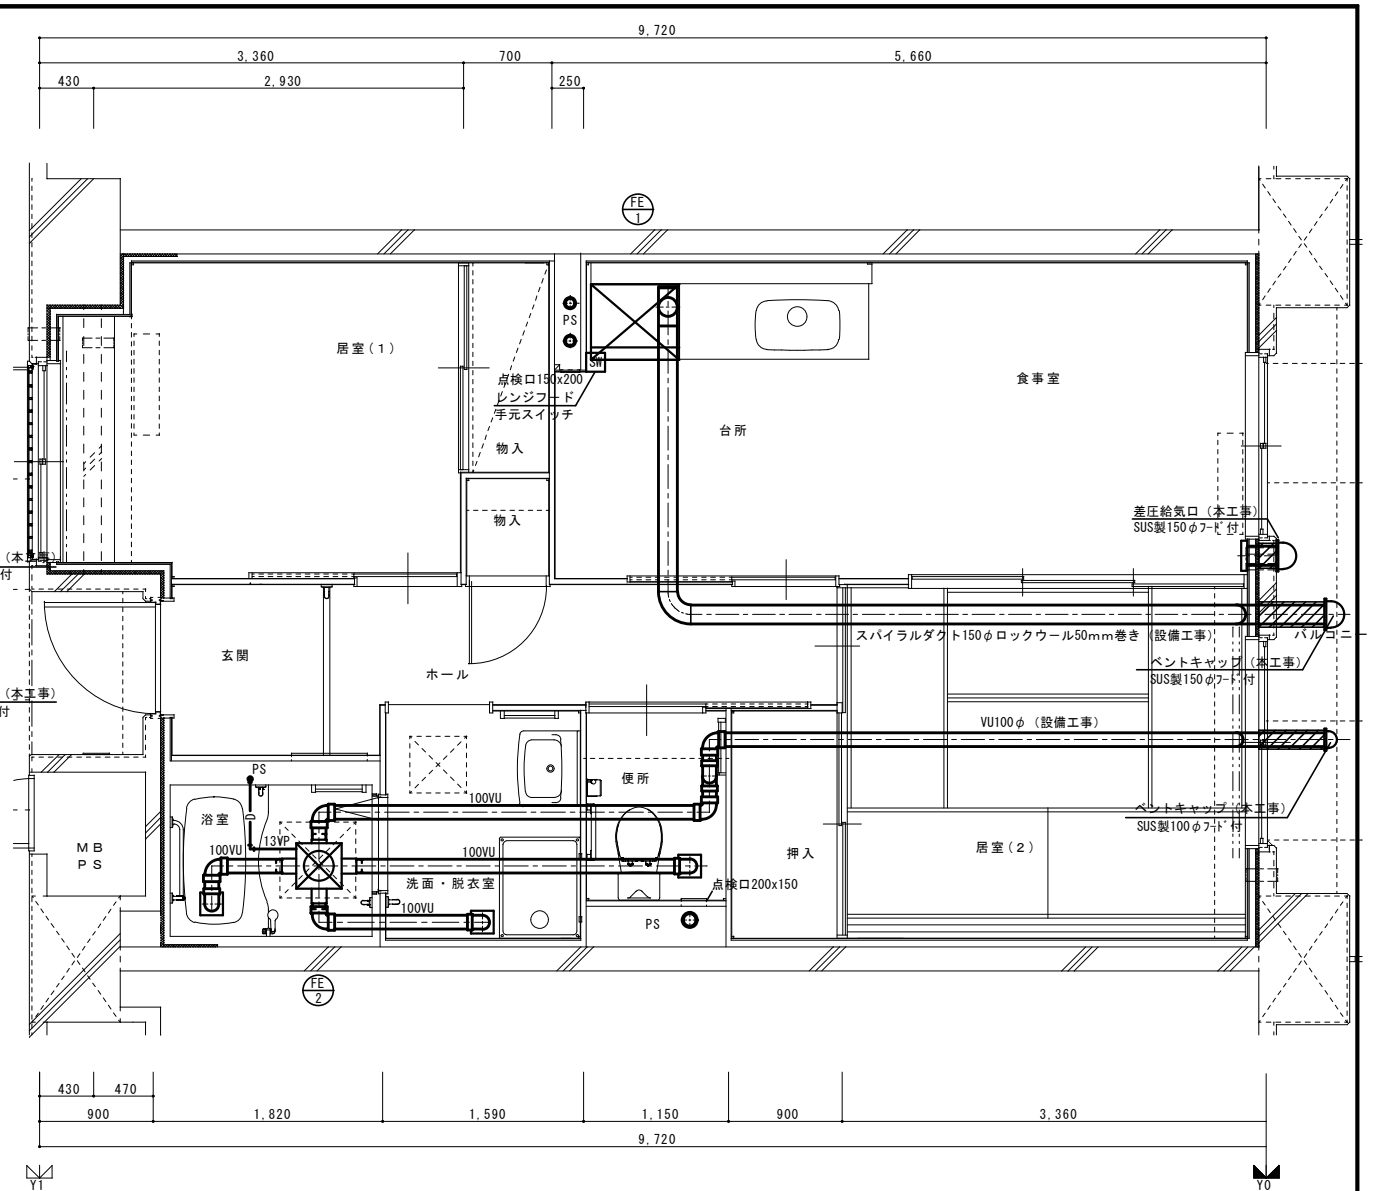 9,720
3,360 700 5,660
430 2,930 250
FE
1
居室(1)
PS
SW
点検口150x200
レンジフード
手元スイッチ
物入
物入
台所
食事室
差圧給気口（本工事）
SUS製150φフード付
（本工事）
付
スパイラルダクト150φロックウール50mm巻き（設備工事）
バルコニー
玄関
ホール
ベントキャップ（本工事）
SUS製150φフード付
（本工事）
付
VU100φ（設備工事）
PS
便所
100VU
ベントキャップ（本工事）
SUS製100φフード付
浴室
13VP
100VU
100VU
MB
PS
居室(2)
押入
洗面・脱衣室
点検口200x150
100VU
PS
FE
2
430 470
900 1,820 1,590 1,150 900 3,360
9,720
Y1 Y0